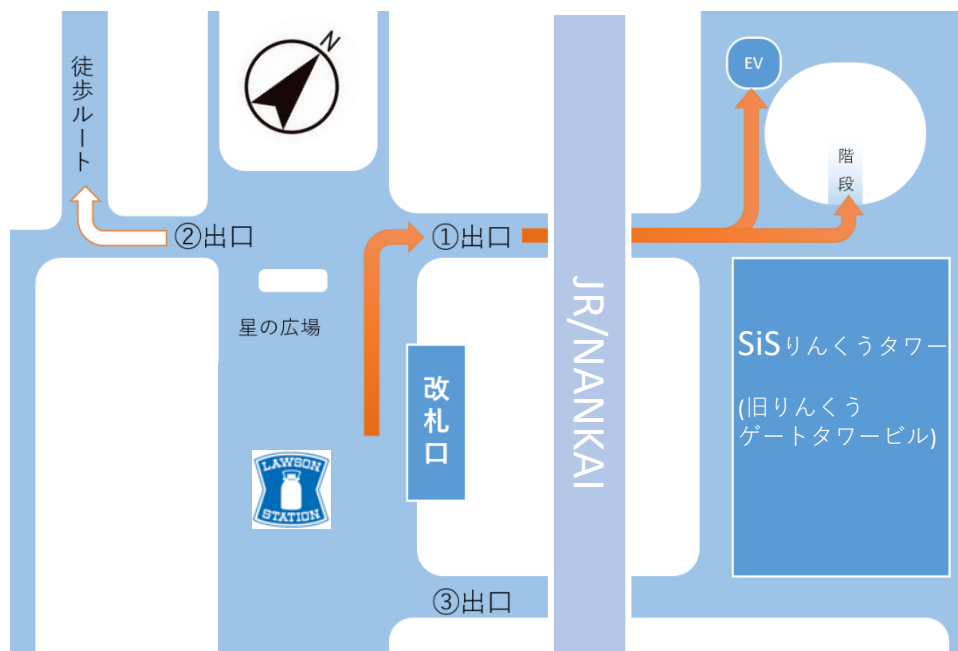 N
EV
徒歩ルート
階
段
②出口
①出口
星の広場
JR/NANKAI
SiSりんくうタワー
(旧りんくう
ゲートタワービル)
改札口
LAWSON
STATION
③出口